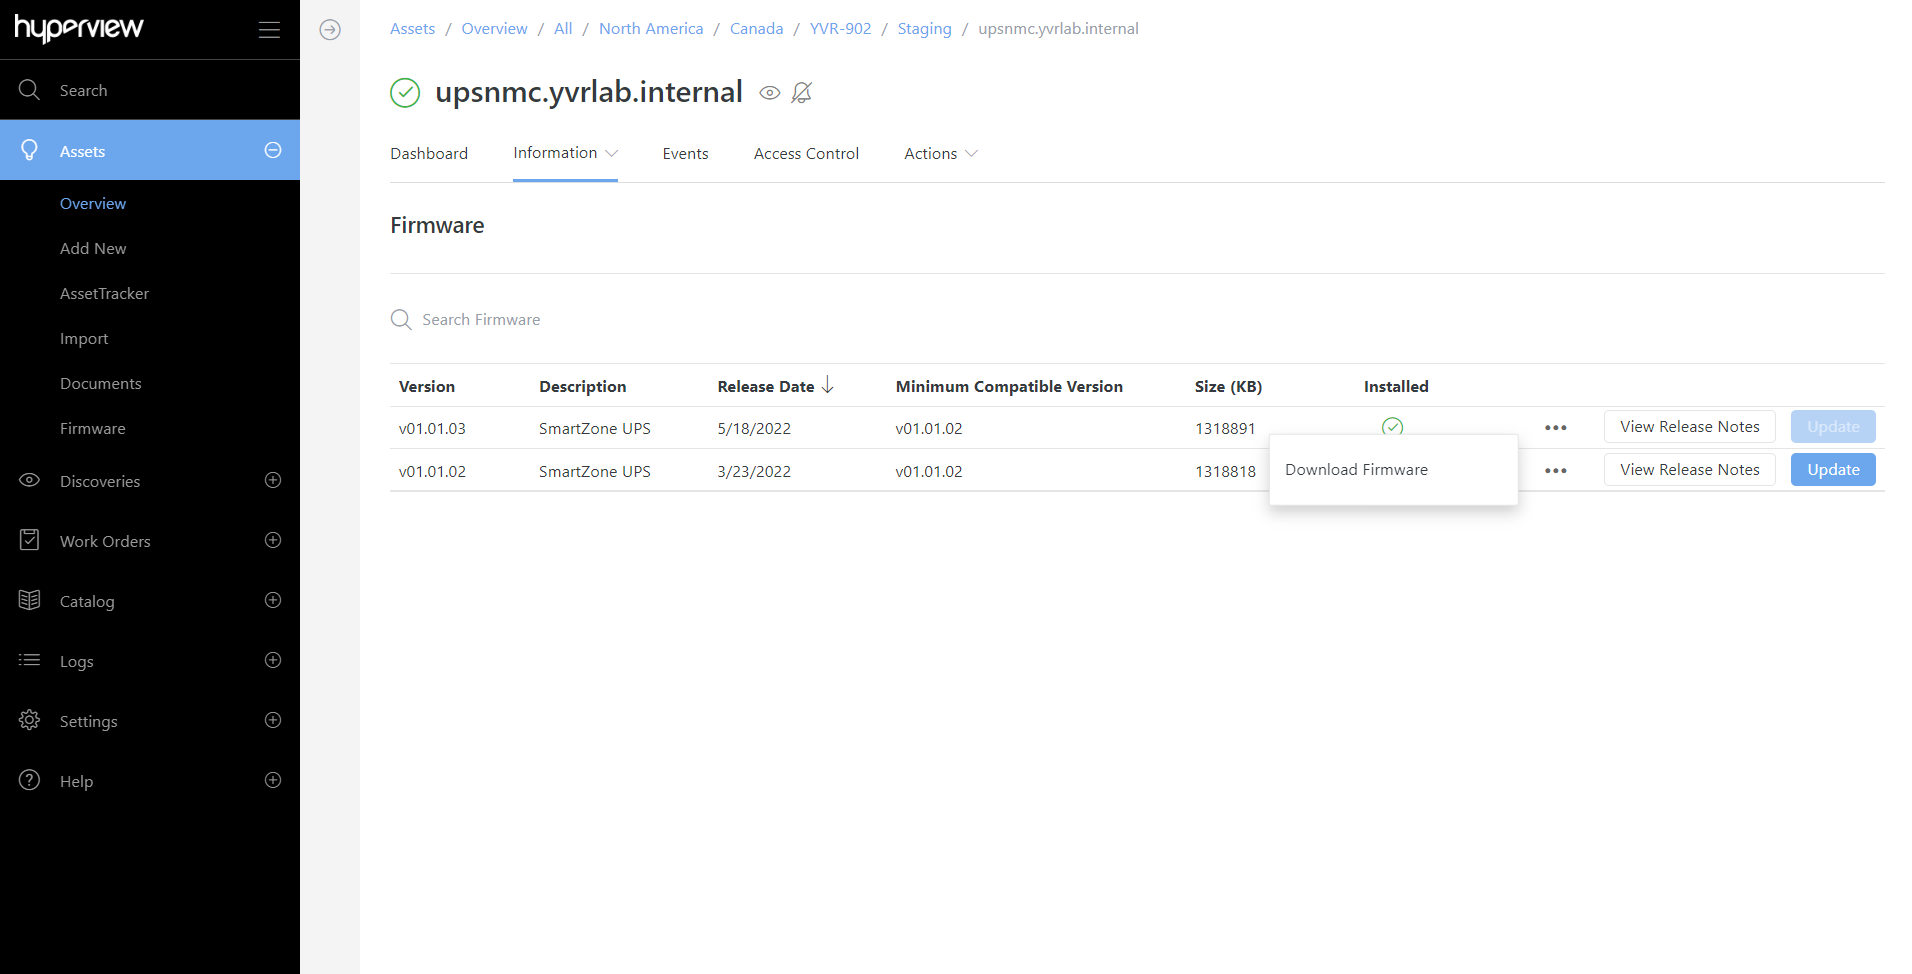 hyperview
Search
Assets
Overview
Add New
AssetTracker
Import
Documents
Firmware
Discoveries
Work Orders
Catalog
Logs
Settings
Help
Assets / Overview / All / North America / Canada / YVR-902 / Staging / upsnmc.yvrlab.internal
upsnmc.yvrlab.internal
Dashboard Information Events Access Control Actions
Firmware
Search Firmware
Version Description Release Date Minimum Compatible Version Size (KB) Installed
v01.01.03 SmartZone UPS 5/18/2022 v01.01.02 1318891 ••• View Release Notes Update
v01.01.02 SmartZone UPS 3/23/2022 v01.01.02 1318818 Download Firmware ••• View Release Notes Update